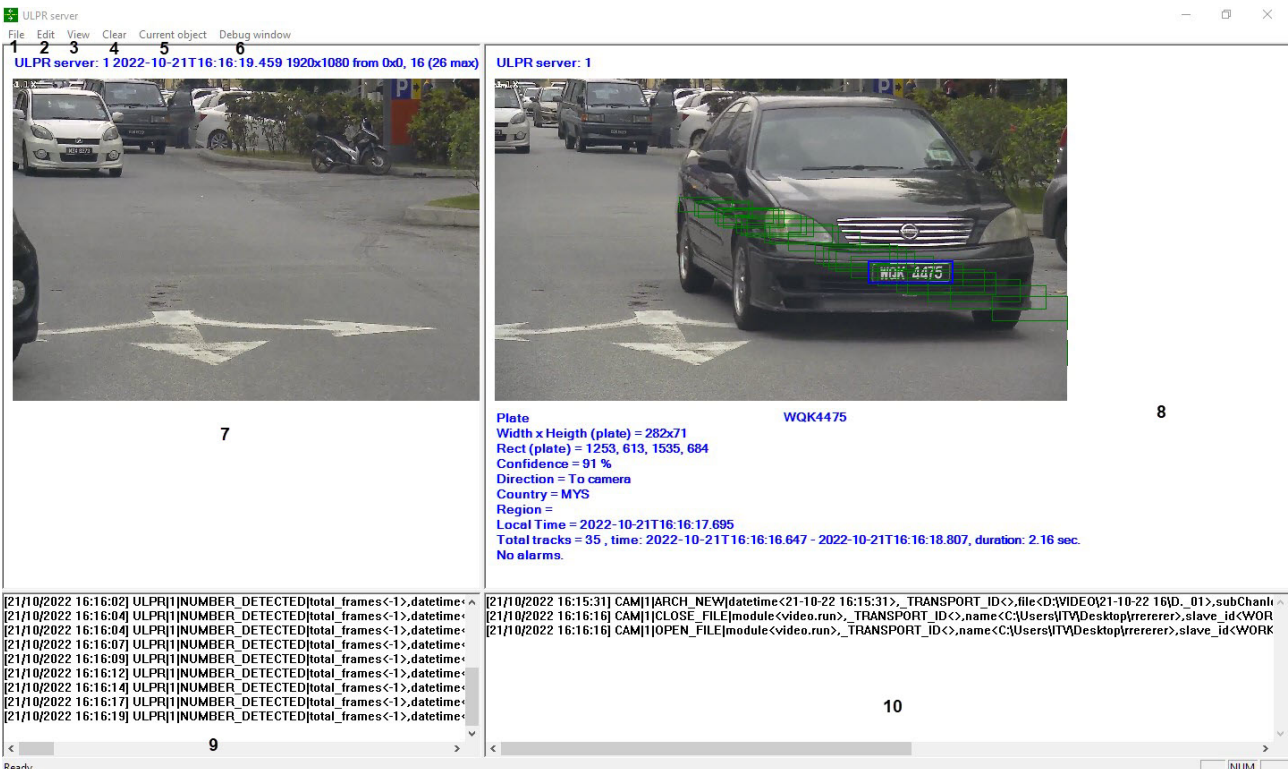 ULPR server
File Edit View Clear Current object Debug window
1 2 3 4 5 6
ULPR server: 1 2022-10-21T16:16:19.459 1920x1080 from 0x0, 16 (26 max)
ULPR server: 1
P
P
WQK 4475
7
8
Plate WQK4475
Width x Heigth (plate) = 282x71
Rect (plate) = 1253, 613, 1535, 684
Confidence = 91 %
Direction = To camera
Country = MYS
Region =
Local Time = 2022-10-21T16:16:17.695
Total tracks = 35 , time: 2022-10-21T16:16:16.647 - 2022-10-21T16:16:18.807, duration: 2.16 sec.
No alarms.
[21/10/2022 16:16:02] ULPR|1|NUMBER_DETECTED|total_frames<-1>,datetime<
[21/10/2022 16:16:04] ULPR|1|NUMBER_DETECTED|total_frames<-1>,datetime<
[21/10/2022 16:16:04] ULPR|1|NUMBER_DETECTED|total_frames<-1>,datetime<
[21/10/2022 16:16:07] ULPR|1|NUMBER_DETECTED|total_frames<-1>,datetime<
[21/10/2022 16:16:09] ULPR|1|NUMBER_DETECTED|total_frames<-1>,datetime<
[21/10/2022 16:16:12] ULPR|1|NUMBER_DETECTED|total_frames<-1>,datetime<
[21/10/2022 16:16:14] ULPR|1|NUMBER_DETECTED|total_frames<-1>,datetime<
[21/10/2022 16:16:17] ULPR|1|NUMBER_DETECTED|total_frames<-1>,datetime<
[21/10/2022 16:16:19] ULPR|1|NUMBER_DETECTED|total_frames<-1>,datetime<
9
[21/10/2022 16:15:31] CAM|1|ARCH_NEW|datetime<21-10-22 16:15:31>,_TRANSPORT_ID<>,file<D:\VIDEO\21-10-22 16\D._01>,subChanle
[21/10/2022 16:16:16] CAM|1|CLOSE_FILE|module<video.run>,_TRANSPORT_ID<>,name<C:\Users\ITV\Desktop\rrererer>,slave_id<WOR
[21/10/2022 16:16:16] CAM|1|OPEN_FILE|module<video.run>,_TRANSPORT_ID<>,name<C:\Users\ITV\Desktop\rrererer>,slave_id<WORK
10
Ready
NUM